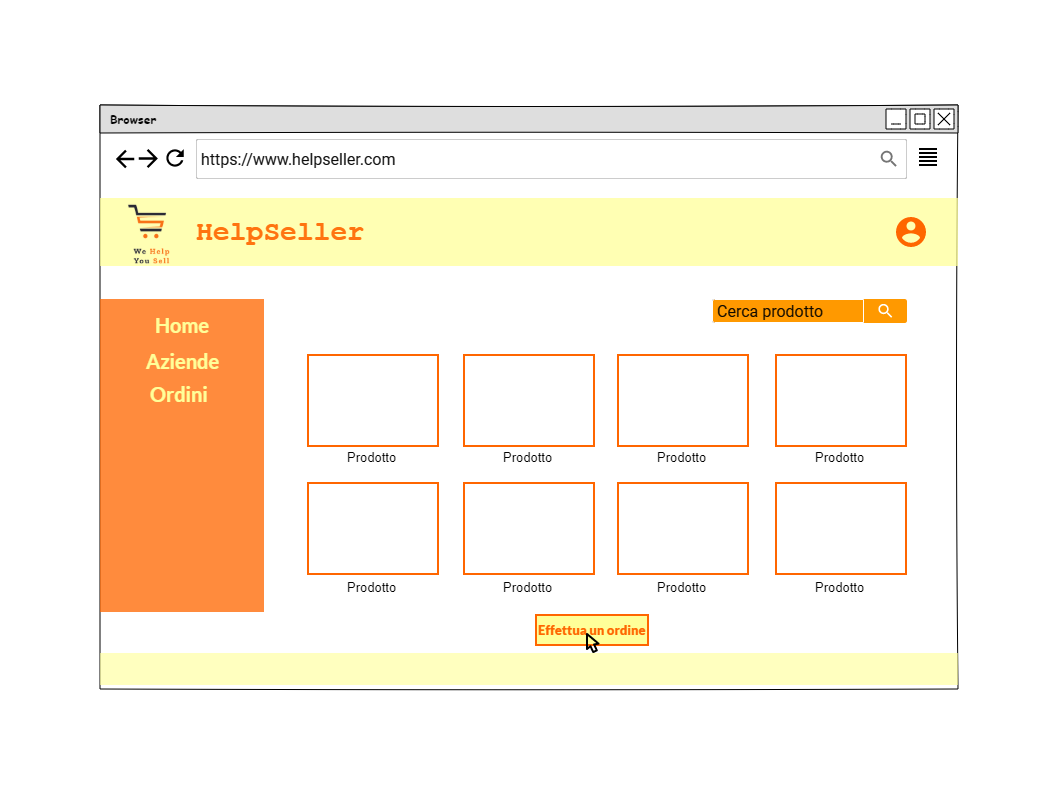 Browser
https://www.helpseller.com
We Help
You Sell
HelpSeller
Home
Aziende
Ordini
Cerca prodotto
Prodotto Prodotto Prodotto Prodotto
Prodotto Prodotto Prodotto Prodotto
Effettua un ordine